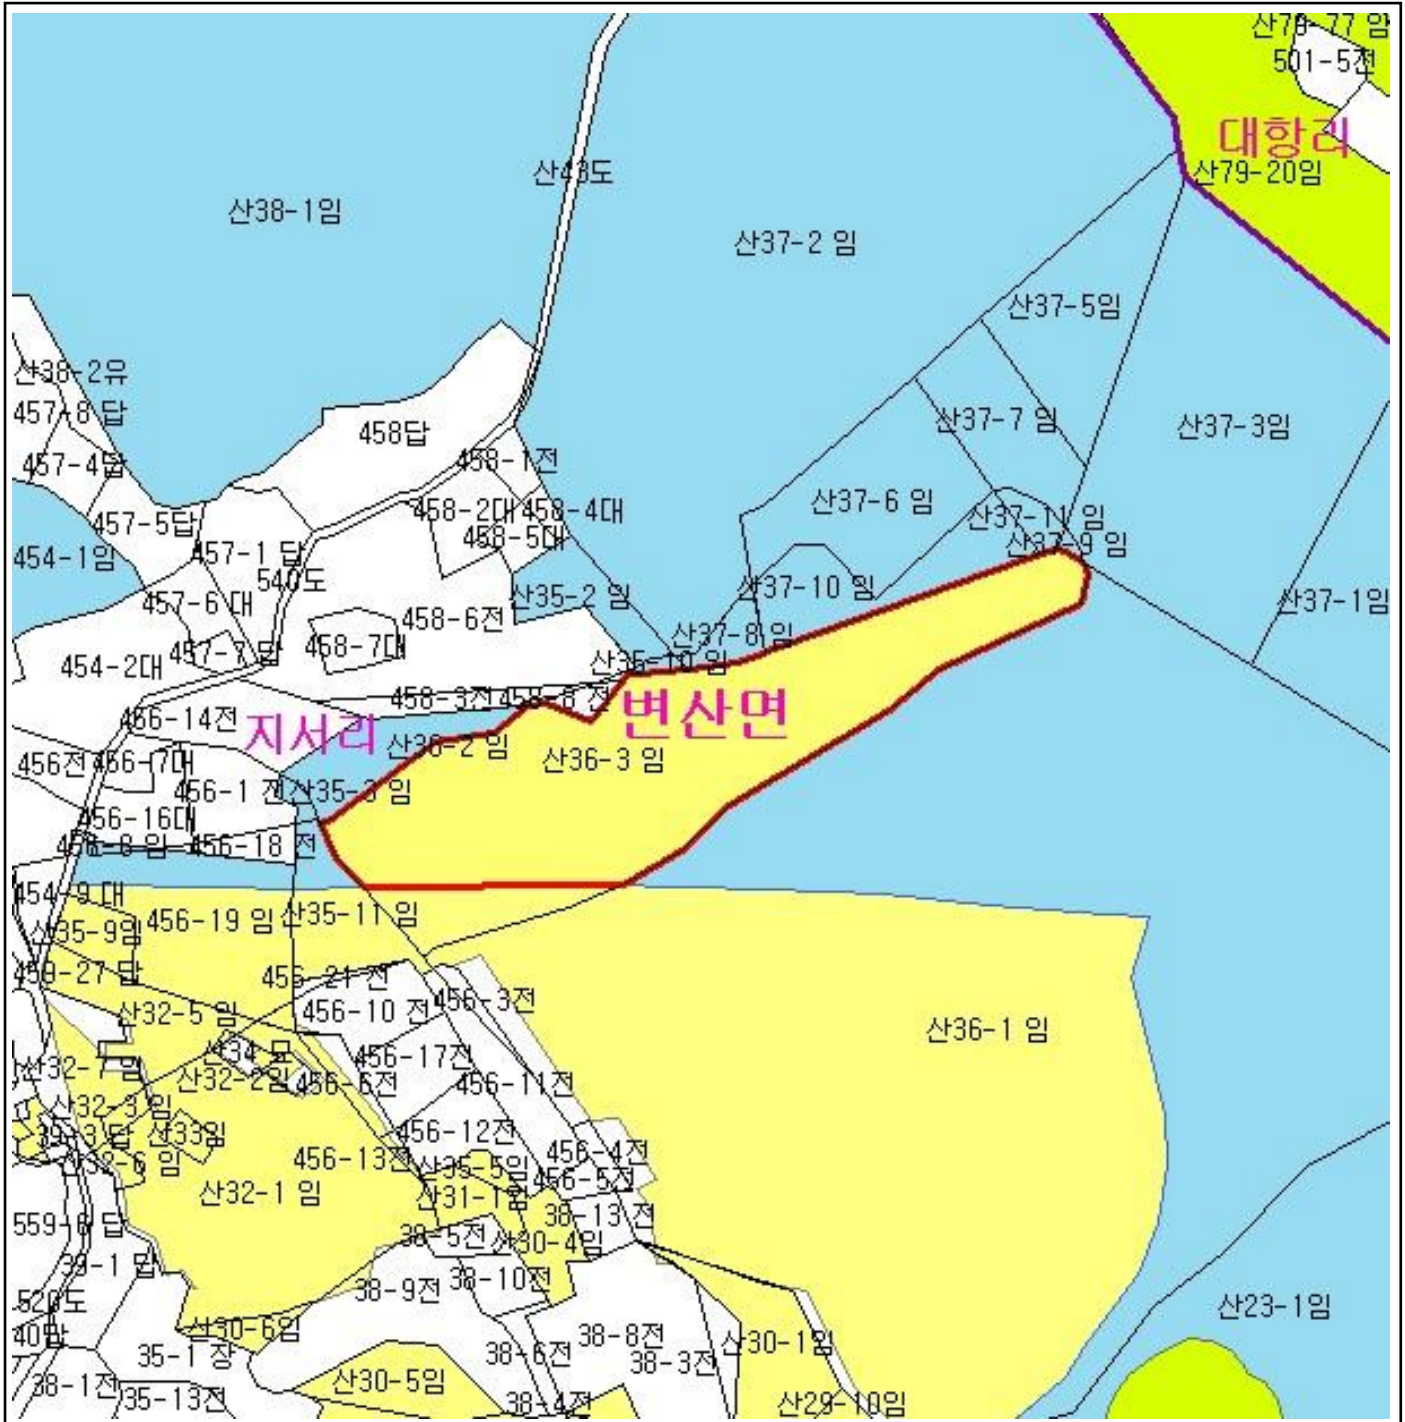 산79-77 임
501-5전
대항리
산43도
산79-20임
산38-1임
산37-2 임
산37-5임
산38-2유
457-8 답
산37-7 임
산37-3임
458답
457-4답
458-1전
산37-6 임
458-2대
458-4대
산37-11 임
457-5답
458-5대
산37-9 임
454-1임
457-1 답
540도
산37-10 임
산35-2 임
457-6 대
산37-1임
458-6전
산37-8 임
457-7 답
458-7대
454-2대
산35-10 임
458-3전
458-8 전
변산면
456-14전
지서리
산36-2 임
산36-3 임
456전
456-7대
456-1 전
산35-3 임
456-16대
456-8 임
456-18 전
454-9 대
456-19 임
산35-11 임
산35-9임
459-27 답
456-21 전
456-3전
산32-5 임
456-10 전
산36-1 임
산34 묘
456-17전
산32-7 임
산32-2임
456-6전
456-11전
산32-3 임
39-3 답
산33임
456-12전
456-4전
산32-6 임
456-13전
산35-5임
456-5전
산32-1 임
산31-1임
559-6 답
38-13 전
38-5전
산30-4임
39-1 답
38-10전
38-9전
520도
산23-1임
40답
산30-6임
38-8전
산30-1임
35-1 장
38-6전
38-3전
38-1전
산30-5임
35-13전
38-4전
산29-10임